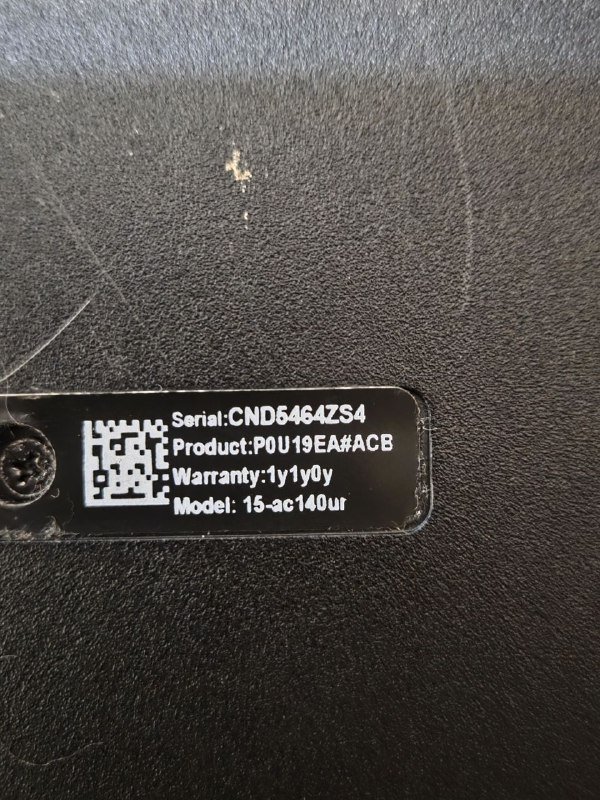 Serial:CND5464ZS4
Product:P0U19EA#ACB
Warranty:1y1y0y
Model: 15-ac140ur